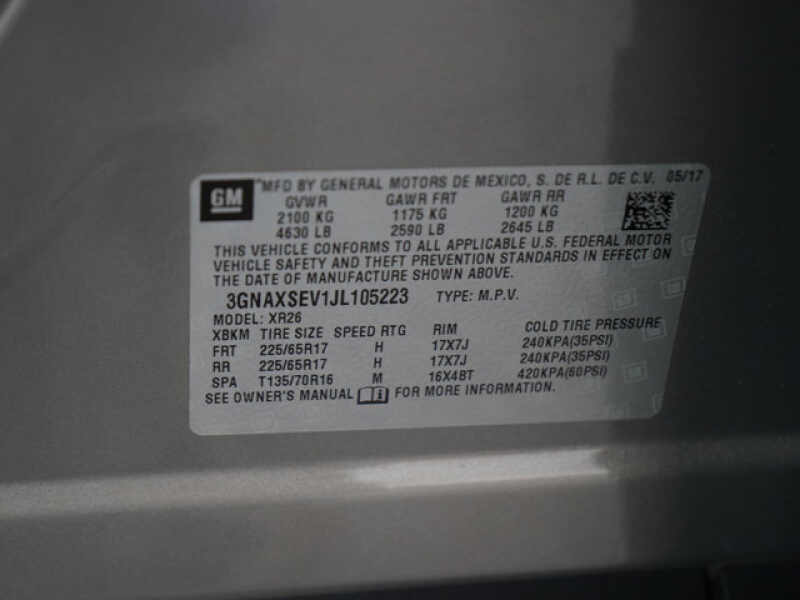 GM MFD BY GENERAL MOTORS DE MEXICO, S. DE R.L. DE C.V. 05/17
GVWR GAWR FRT GAWR RR
2100 KG 1175 KG 1200 KG
4630 LB 2590 LB 2645 LB
THIS VEHICLE CONFORMS TO ALL APPLICABLE U.S. FEDERAL MOTOR
VEHICLE SAFETY AND THEFT PREVENTION STANDARDS IN EFFECT ON
THE DATE OF MANUFACTURE SHOWN ABOVE.
3GNAXSEV1JL105223 TYPE: M.P.V.
MODEL: XR26
XBKM TIRE SIZE SPEED RTG RIM COLD TIRE PRESSURE
FRT 225/65R17 H 17X7J 240KPA(35PSI)
RR 225/65R17 H 17X7J 240KPA(35PSI)
SPA T135/70R16 M 16X4BT 420KPA(60PSI)
SEE OWNER'S MANUAL FOR MORE INFORMATION.